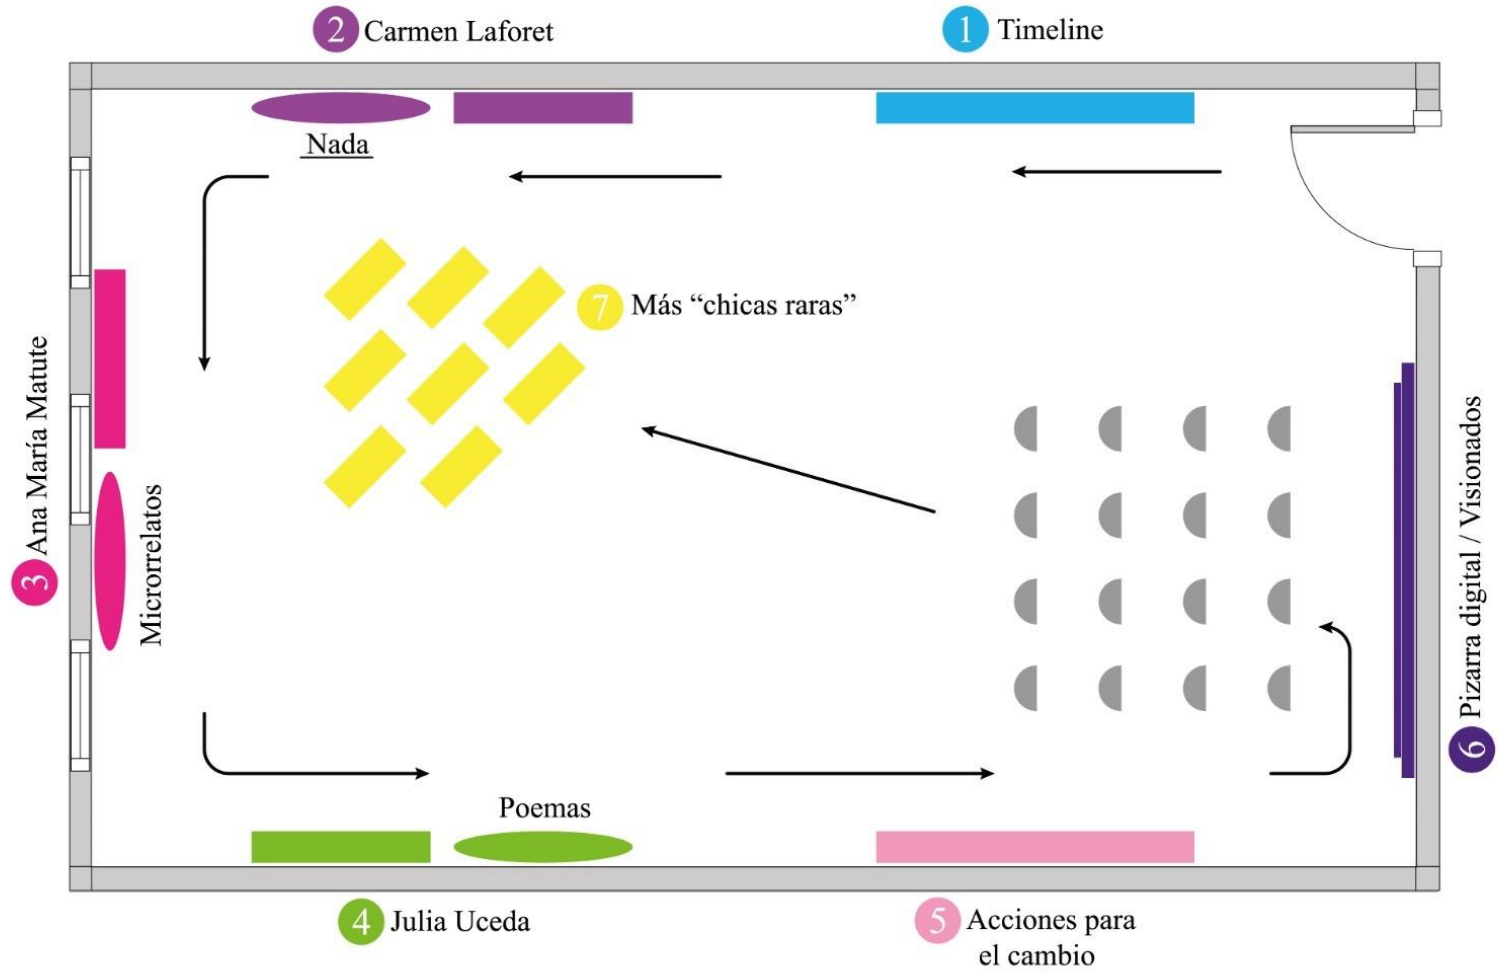 2 Carmen Laforet
1 Timeline
Nada
7 Más “chicas raras”
3 Ana María Matute
Microrrelatos
6 Pizarra digital / Visionados
Poemas
4 Julia Uceda
5 Acciones para
el cambio